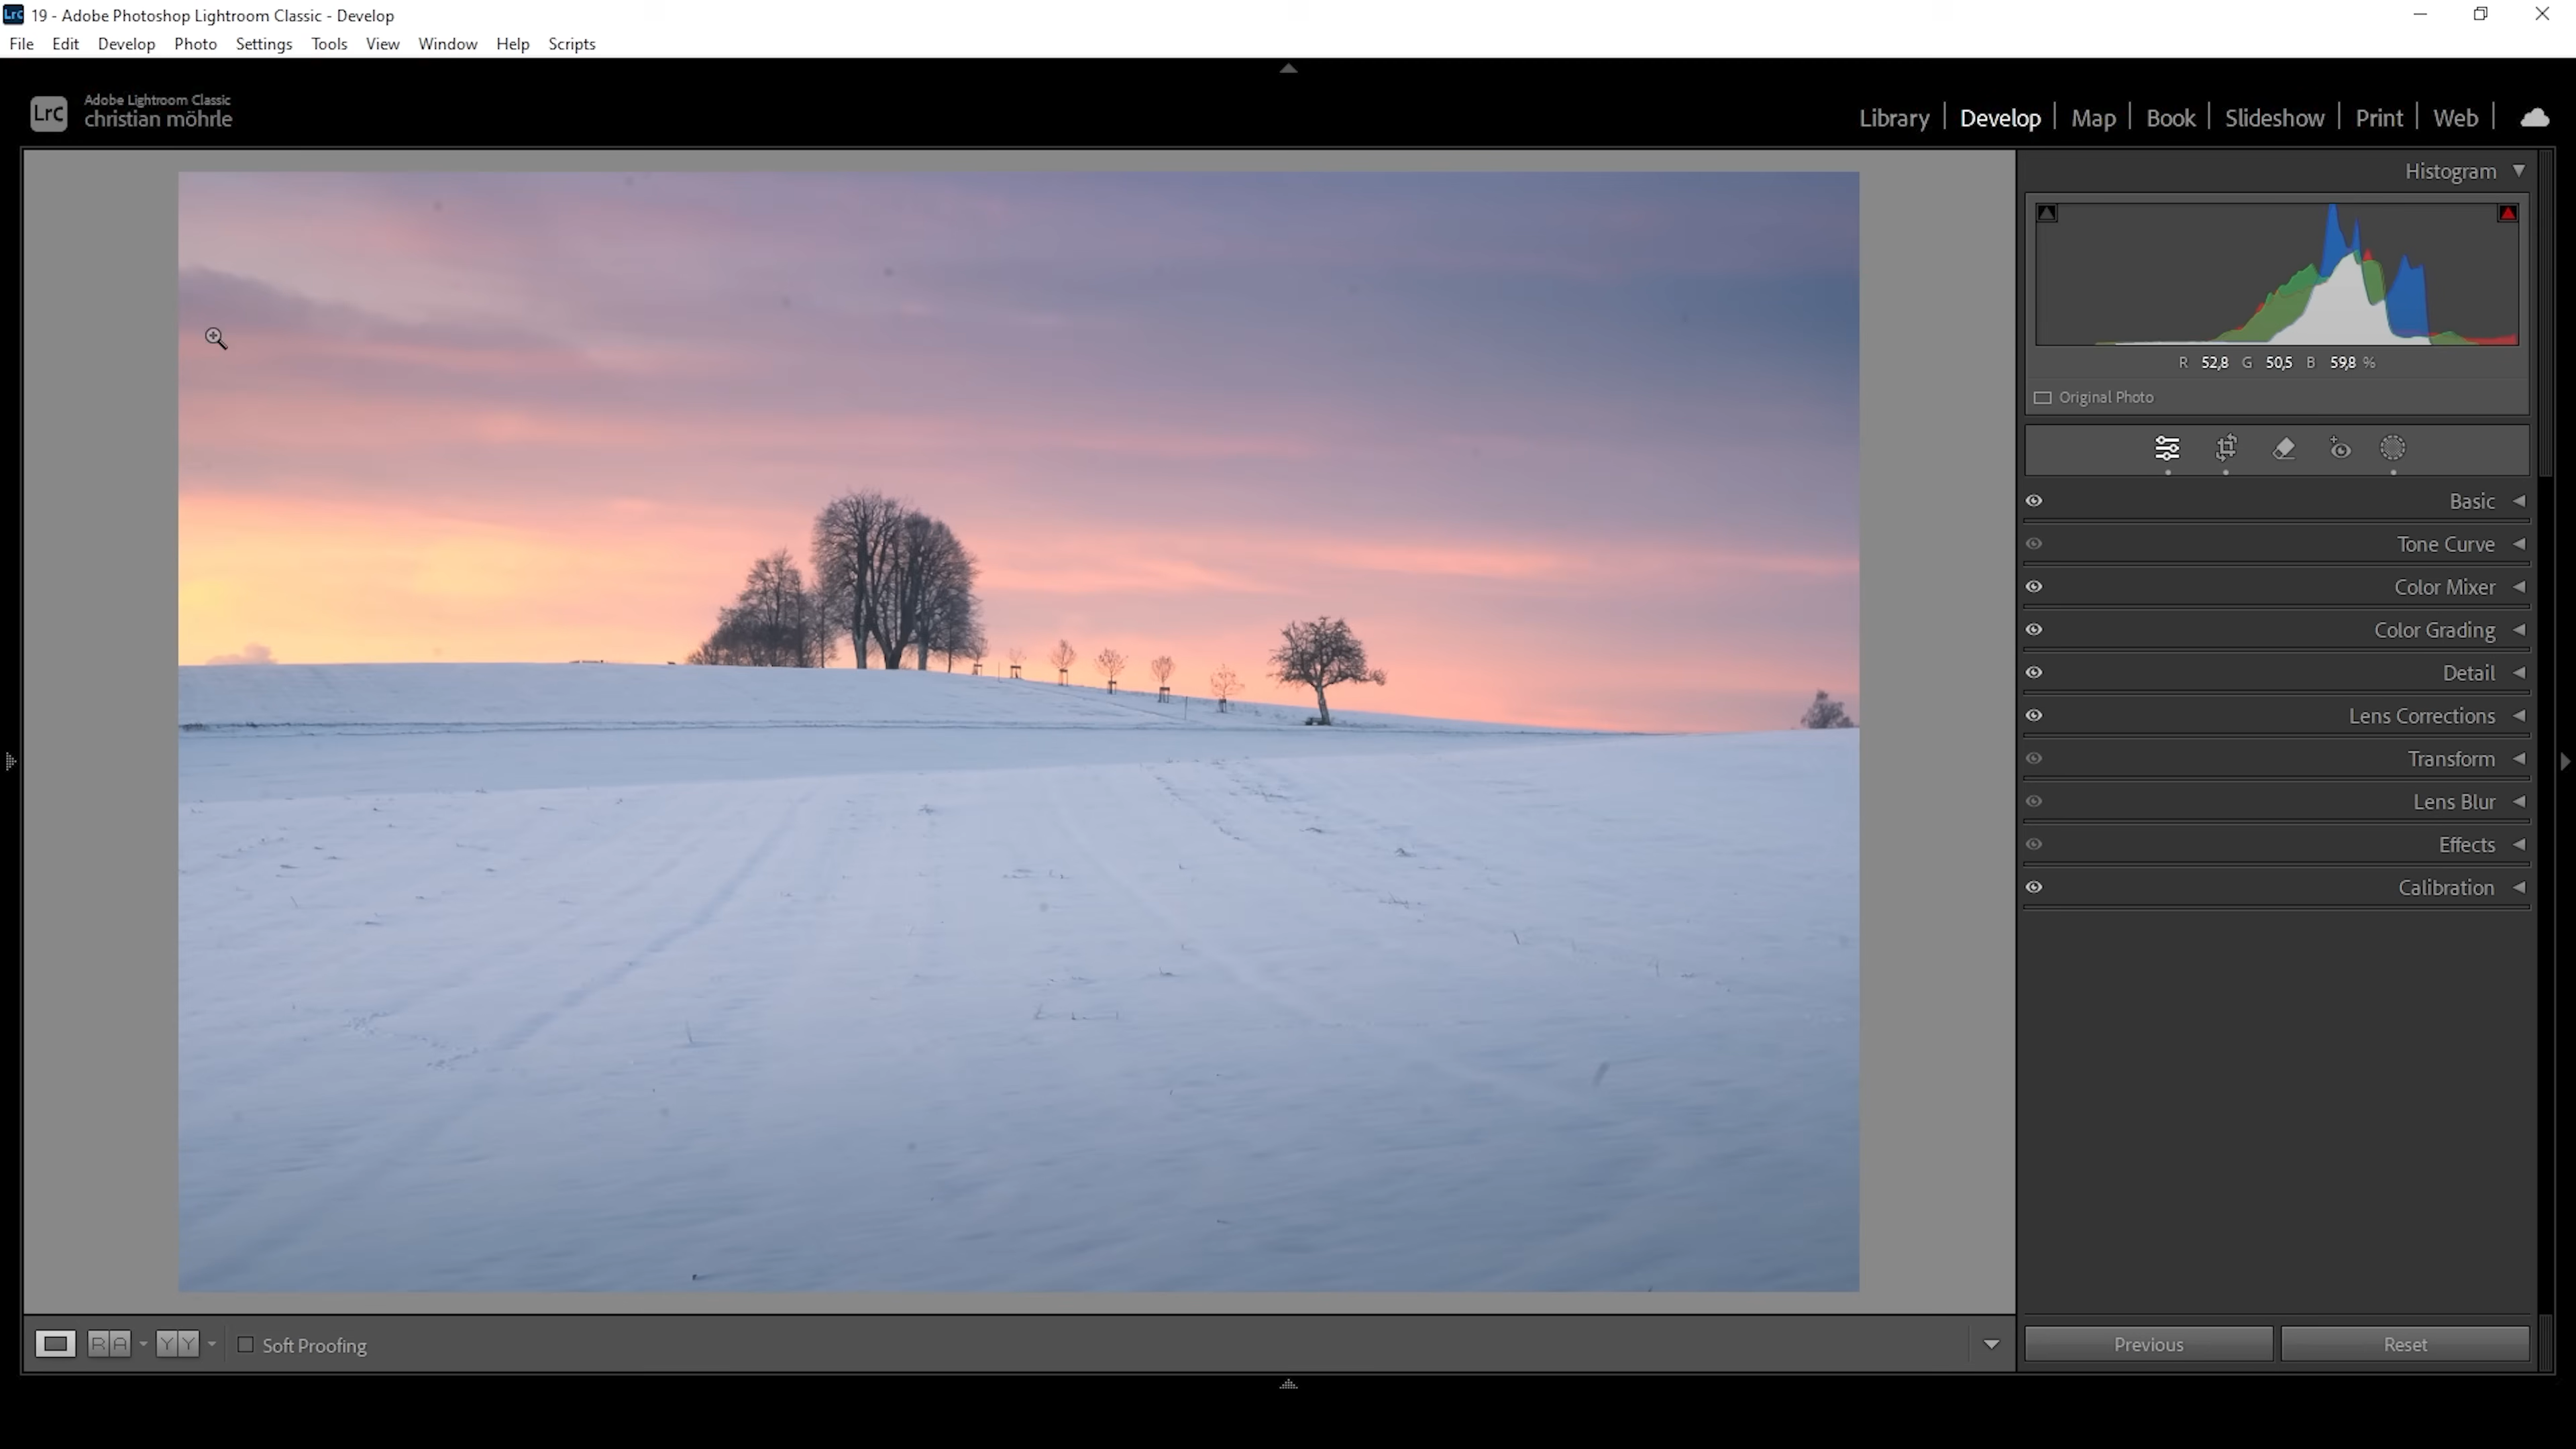 Lrc 19 - Adobe Photoshop Lightroom Classic - Develop
File Edit Develop Photo Settings Tools View Window Help Scripts
Lrc
Adobe Lightroom Classic
christian möhrle
Library | Develop | Map | Book | Slideshow | Print | Web |
Histogram
R 52,8 G 50,5 B 59,8 %
Original Photo
Basic
Tone Curve
Color Mixer
Color Grading
Detail
Lens Corrections
Transform
Lens Blur
Effects
Calibration
R A Y Y Soft Proofing
Previous Reset